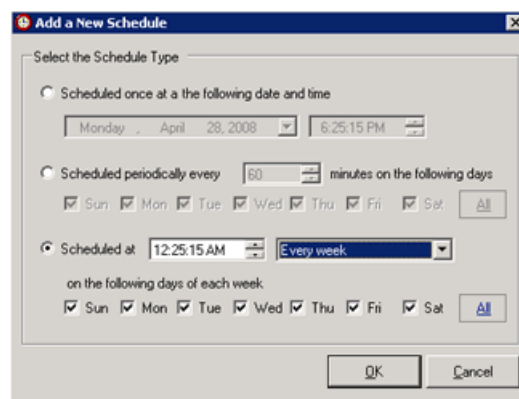 Add a New Schedule
Select the Schedule Type
Scheduled once at a the following date and time
Monday , April 28, 2008 6:25:15 PM
Scheduled periodically every 60 minutes on the following days
Sun Mon Tue Wed Thu Fri Sat All
Scheduled at 12:25:15 AM Every week
on the following days of each week
Sun Mon Tue Wed Thu Fri Sat All
OK Cancel